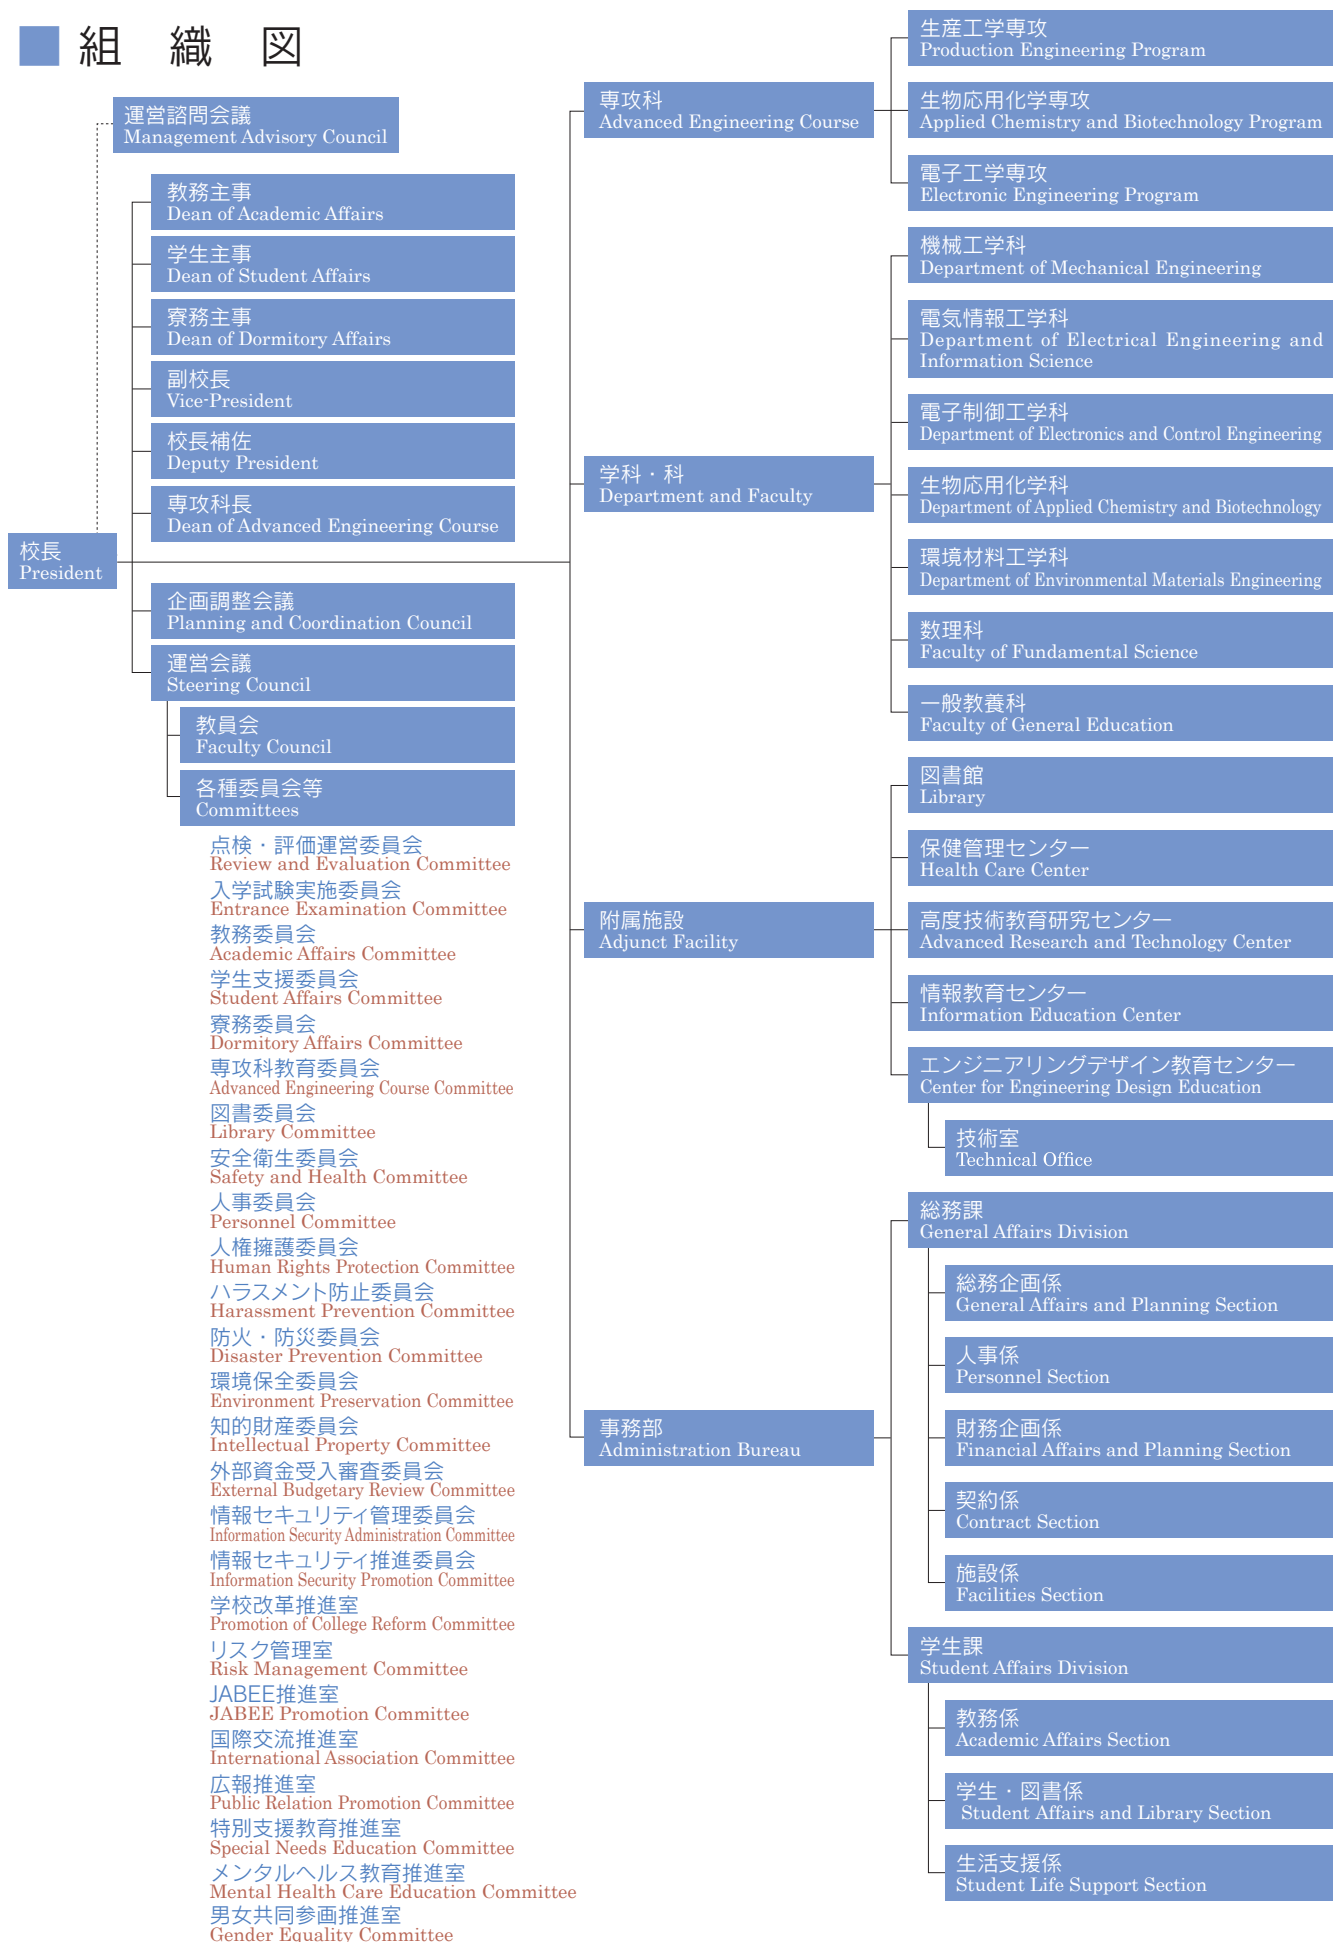 組織図
運営諮問会議
Management Advisory Council
教務主事
Dean of Academic Affairs
学生主事
Dean of Student Affairs
寮務主事
Dean of Dormitory Affairs
副校長
Vice-President
校長補佐
Deputy President
専攻科長
Dean of Advanced Engineering Course
校長
President
企画調整会議
Planning and Coordination Council
運営会議
Steering Council
教員会
Faculty Council
各種委員会等
Committees
点検・評価運営委員会
Review and Evaluation Committee
入学試験実施委員会
Entrance Examination Committee
教務委員会
Academic Affairs Committee
学生支援委員会
Student Affairs Committee
寮務委員会
Dormitory Affairs Committee
専攻科教育委員会
Advanced Engineering Course Committee
図書委員会
Library Committee
安全衛生委員会
Safety and Health Committee
人事委員会
Personnel Committee
人権擁護委員会
Human Rights Protection Committee
ハラスメント防止委員会
Harassment Prevention Committee
防火・防災委員会
Disaster Prevention Committee
環境保全委員会
Environment Preservation Committee
知的財産委員会
Intellectual Property Committee
外部資金受入審査委員会
External Budgetary Review Committee
情報セキュリティ管理委員会
Information Security Administration Committee
情報セキュリティ推進委員会
Information Security Promotion Committee
学校改革推進室
Promotion of College Reform Committee
リスク管理室
Risk Management Committee
JABEE推進室
JABEE Promotion Committee
国際交流推進室
International Association Committee
広報推進室
Public Relation Promotion Committee
特別支援教育推進室
Special Needs Education Committee
メンタルヘルス教育推進室
Mental Health Care Education Committee
男女共同参画推進室
Gender Equality Committee
専攻科
Advanced Engineering Course
生産工学専攻
Production Engineering Program
生物応用化学専攻
Applied Chemistry and Biotechnology Program
電子工学専攻
Electronic Engineering Program
学科・科
Department and Faculty
機械工学科
Department of Mechanical Engineering
電気情報工学科
Department of Electrical Engineering and
Information Science
電子制御工学科
Department of Electronics and Control Engineering
生物応用化学科
Department of Applied Chemistry and Biotechnology
環境材料工学科
Department of Environmental Materials Engineering
数理科
Faculty of Fundamental Science
一般教養科
Faculty of General Education
附属施設
Adjunct Facility
図書館
Library
保健管理センター
Health Care Center
高度技術教育研究センター
Advanced Research and Technology Center
情報教育センター
Information Education Center
エンジニアリングデザイン教育センター
Center for Engineering Design Education
技術室
Technical Office
事務部
Administration Bureau
総務課
General Affairs Division
総務企画係
General Affairs and Planning Section
人事係
Personnel Section
財務企画係
Financial Affairs and Planning Section
契約係
Contract Section
施設係
Facilities Section
学生課
Student Affairs Division
教務係
Academic Affairs Section
学生・図書係
Student Affairs and Library Section
生活支援係
Student Life Support Section